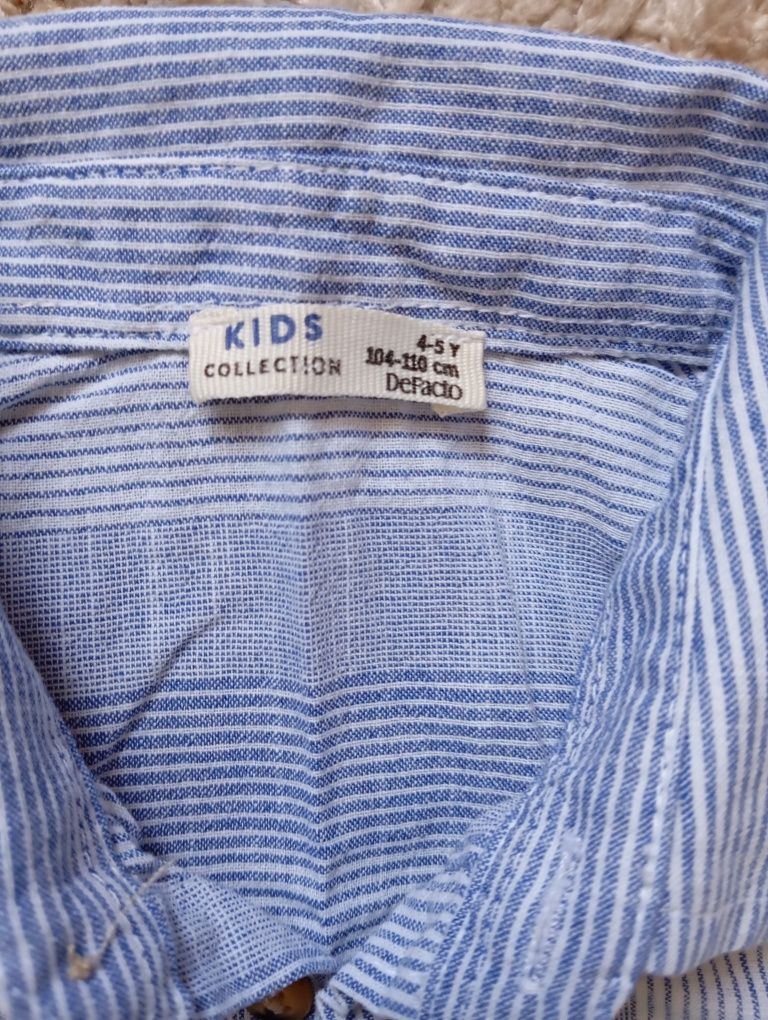 KIDS
COLLECTION
4-5 Y
104-110 cm
DeFacto